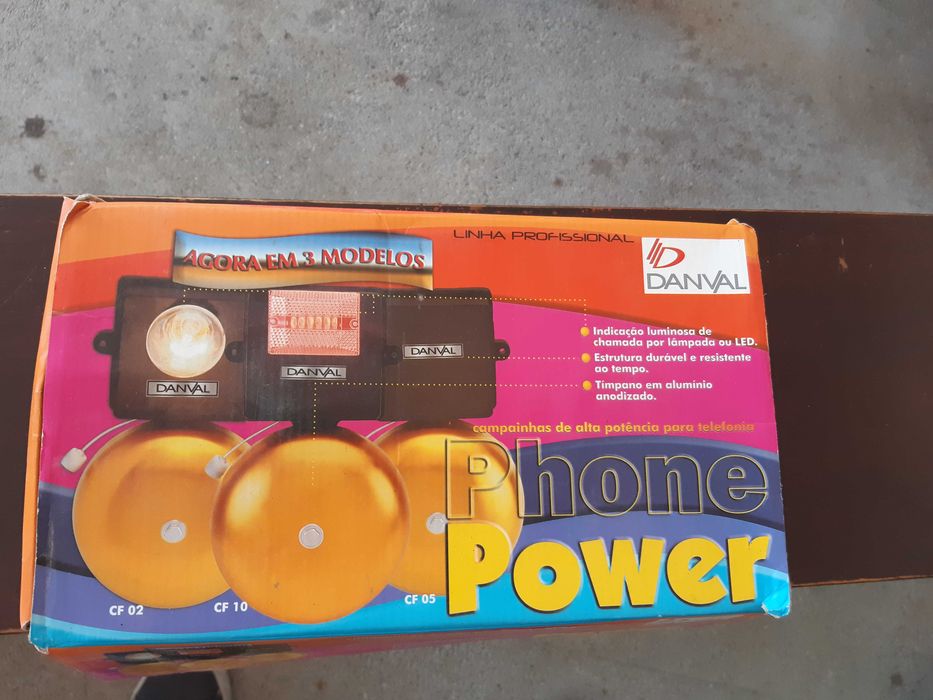 AGORA EM 3 MODELOS
LINHA PROFISSIONAL
DANVAL
Indicação luminosa de
chamada por lâmpada ou LED.
Estrutura durável e resistente
ao tempo.
Tímpano em alumínio
anodizado.
DANVAL
DANVAL
DANVAL
campainhas de alta potência para telefonia
Phone
Power
CF 02
CF 10
CF 05